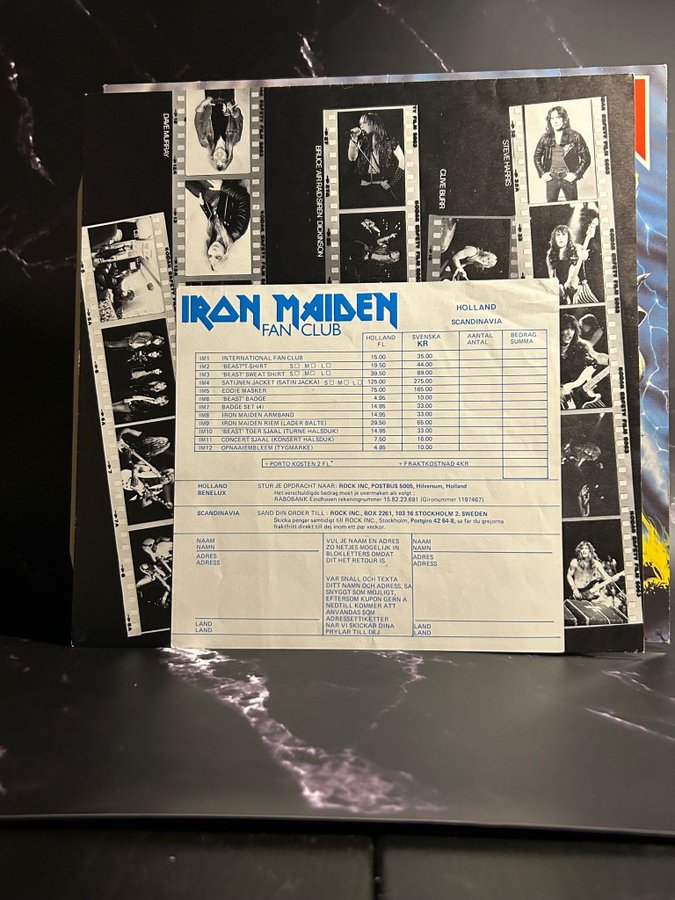 DAVE MURRAY
BRUCE 'AIR RAID SIREN' DICKINSON
CLIVE BURR
STEVE HARRIS
IRON MAIDEN
FAN CLUB
HOLLAND
SCANDINAVIA
HOLLAND FL SVENSKA KR AANTAL ANTAL BEDRAG SUMMA
IM1 INTERNATIONAL FAN CLUB 15.00 35.00
IM2 'BEAST'T SHIRT S□ M□ L□ 19.50 44.00
IM3 'BEAST' SWEAT SHIRT S□ M□ L□ 39.50 89.00
IM4 SATIJNEN JACKET (SATIN JACKA) S□ M□ L□ 125.00 275.00
IM5 EDDIE MASKER 75.00 165.00
IM6 'BEAST' BADGE 4.95 10.00
IM7 BADGE SET (4) 14.95 33.00
IM8 IRON MAIDEN ARMBAND 14.95 33.00
IM9 IRON MAIDEN RIEM (LADER BALTE) 29.50 65.00
IM10 'BEAST' TOER SJAAL (TURNE HALSDUK) 14.95 33.00
IM11 CONCERT SJAAL (KONSERT HALSDUK) 7.50 16.00
IM12 OPNAAIEMBLEEM (TYGMARKE) 4.95 10.00
+ PORTO KOSTEN 2 FL + FRAKTKOSTNAD 4KR
HOLLAND BENELUX
STUR JE OPDRACHT NAAR: ROCK INC, POSTBUS 5005, Hilversum, Holland
Het verschuldigde bedrag moet je overmaken als volgt :
RABOBANK Eindhoven rekeningnummer 15.82.23.691 (Gironummer 1197467)
SCANDINAVIA SAND DIN ORDER TILL : ROCK INC., BOX 2261, 103 16 STOCKHOLM 2. SWEDEN
Skicka pengar samtidigt till ROCK INC., Stockholm, Postgiro 42 64-8, sa far du grejorna
fraktfritt direkt till dej inom ett par veckor.
NAAM
NAMN
ADRES
ADRESS
LAND
LAND
VUL JE NAAM EN ADRES
ZO NETJES MOGELIJK IN
BLOKLETTERS OMDAT
DIT HET RETOUR IS
VAR SNALL OCH TEXTA
DITT NAMN OCH ADRESS, SA
SNYGGT SOM MOJLIGT,
EFTERSOM KUPON GERN A
NEDTILL KOMMER ATT
ANVANDAS SOM
ADRESSETTIKETTER
NAR VI SKICKAR DINA
PRYLAR TILL DEJ
NAAM
NAMN
ADRES
ADRESS
LAND
LAND